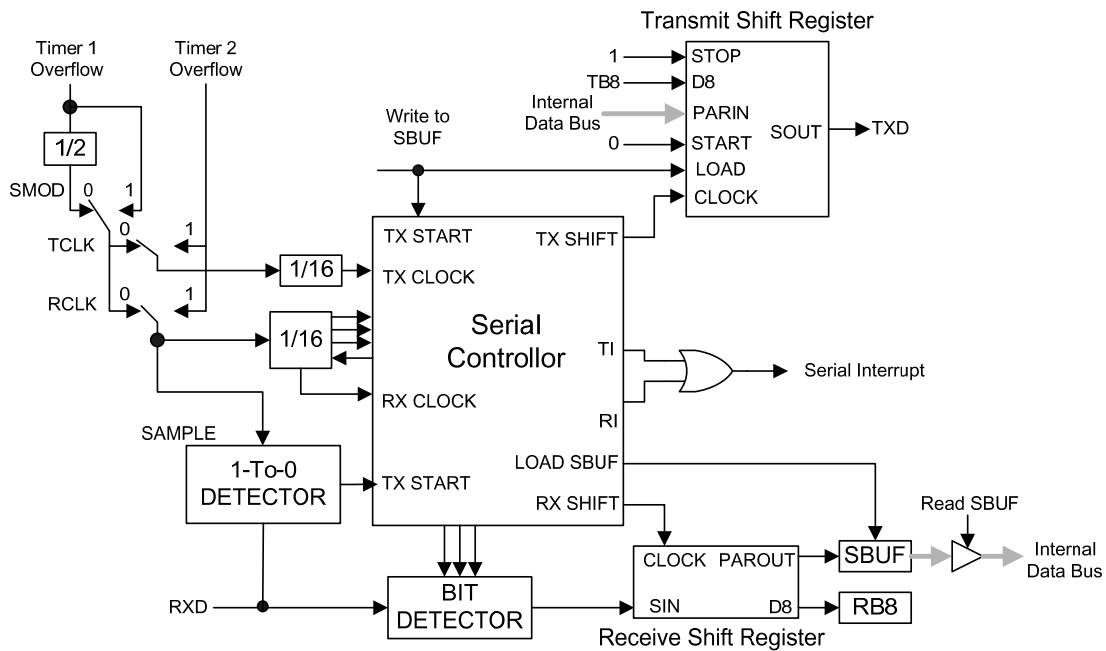 Transmit Shift Register
Timer 1
Overflow
Timer 2
Overflow
1
STOP
TB8
D8
Internal
Data Bus
PARIN
SOUT
TXD
0
START
LOAD
CLOCK
Write to
SBUF
1/2
SMOD
0
1
TCLK
0
1
RCLK
0
1
1/16
1/16
TX START
TX SHIFT
TX CLOCK
Serial
Controllor
TI
RI
Serial Interrupt
RX CLOCK
SAMPLE
1-To-0
DETECTOR
TX START
LOAD SBUF
RX SHIFT
Read SBUF
CLOCK
PAROUT
SBUF
Internal
Data Bus
RXD
BIT
DETECTOR
SIN
D8
RB8
Receive Shift Register